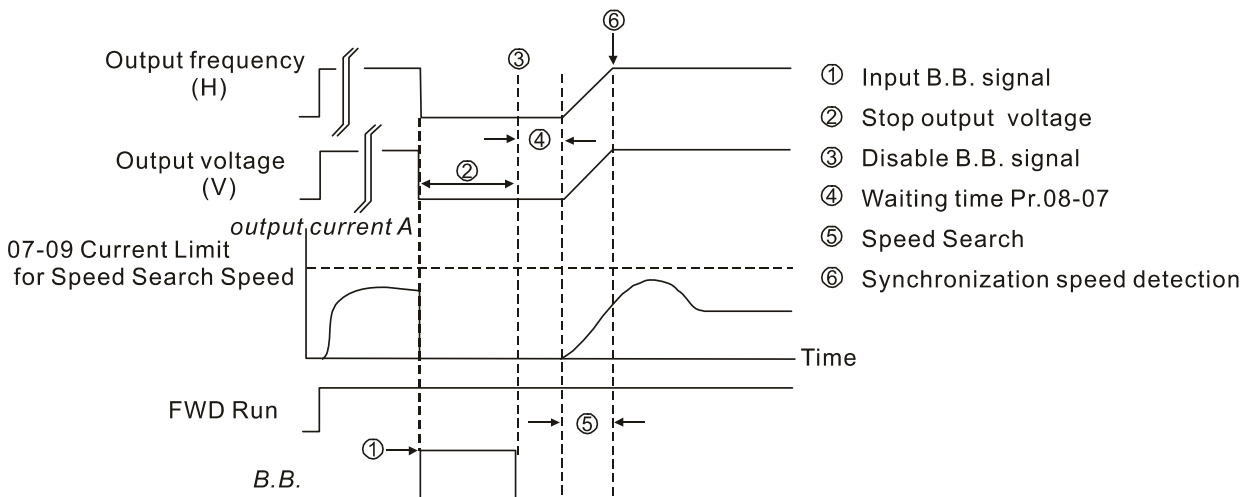 ⑥
Output frequency
(H)
③
④
Output voltage
(V)
②
output current A
07-09 Current Limit
for Speed Search Speed
Time
FWD Run
⑤
①
B.B.
① Input B.B. signal
② Stop output voltage
③ Disable B.B. signal
④ Waiting time Pr.08-07
⑤ Speed Search
⑥ Synchronization speed detection